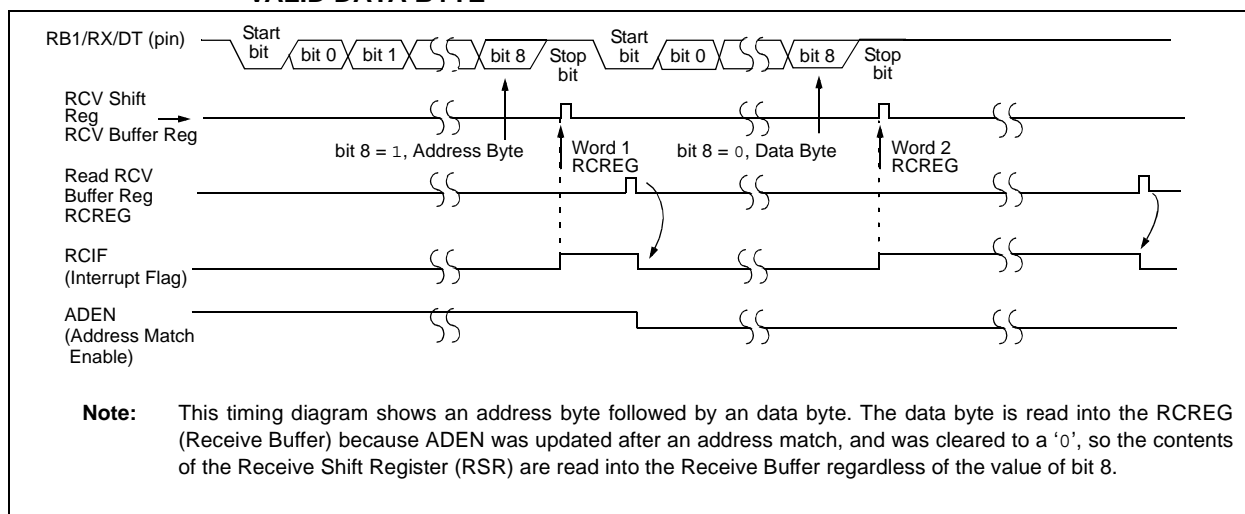 VALID DATA BYTE
RB1/RX/DT (pin)
Start
bit
bit 0
bit 1
bit 8
Stop
bit
Start
bit
bit 0
bit 8
Stop
bit
RCV Shift
Reg
RCV Buffer Reg
bit 8 = 1, Address Byte
Word 1
RCREG
bit 8 = 0, Data Byte
Word 2
RCREG
Read RCV
Buffer Reg
RCREG
RCIF
(Interrupt Flag)
ADEN
(Address Match
Enable)
Note: This timing diagram shows an address byte followed by an data byte. The data byte is read into the RCREG
(Receive Buffer) because ADEN was updated after an address match, and was cleared to a ‘0’, so the contents
of the Receive Shift Register (RSR) are read into the Receive Buffer regardless of the value of bit 8.